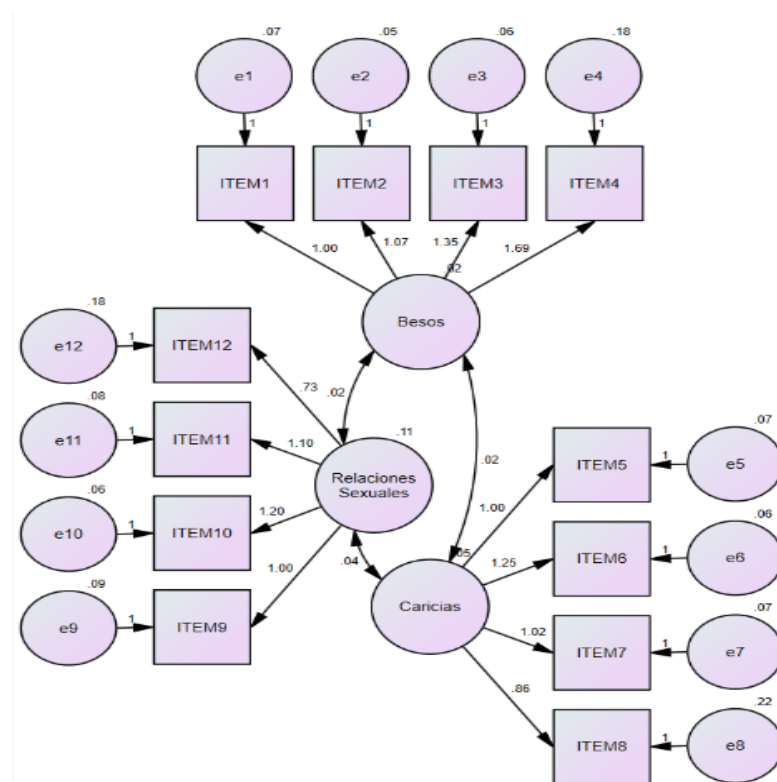 .07 .05 .06 .18
e1 e2 e3 e4
1 1 1 1
ITEM1 ITEM2 ITEM3 ITEM4
1.00 1.07 1.35 1.69
.02
Besos
.18
e12 1 ITEM12
.73 .02
.08
e11 1 ITEM11
1.10
.11
Relaciones
Sexuales
.02
.07
ITEM5 1 e5
1.00
.06
e10 1 ITEM10
1.20
.06
ITEM6 1 e6
1.25
.09
e9 1 ITEM9
1.00
.04
.05
Caricias
.07
ITEM7 1 e7
1.02
.86
.22
ITEM8 1 e8